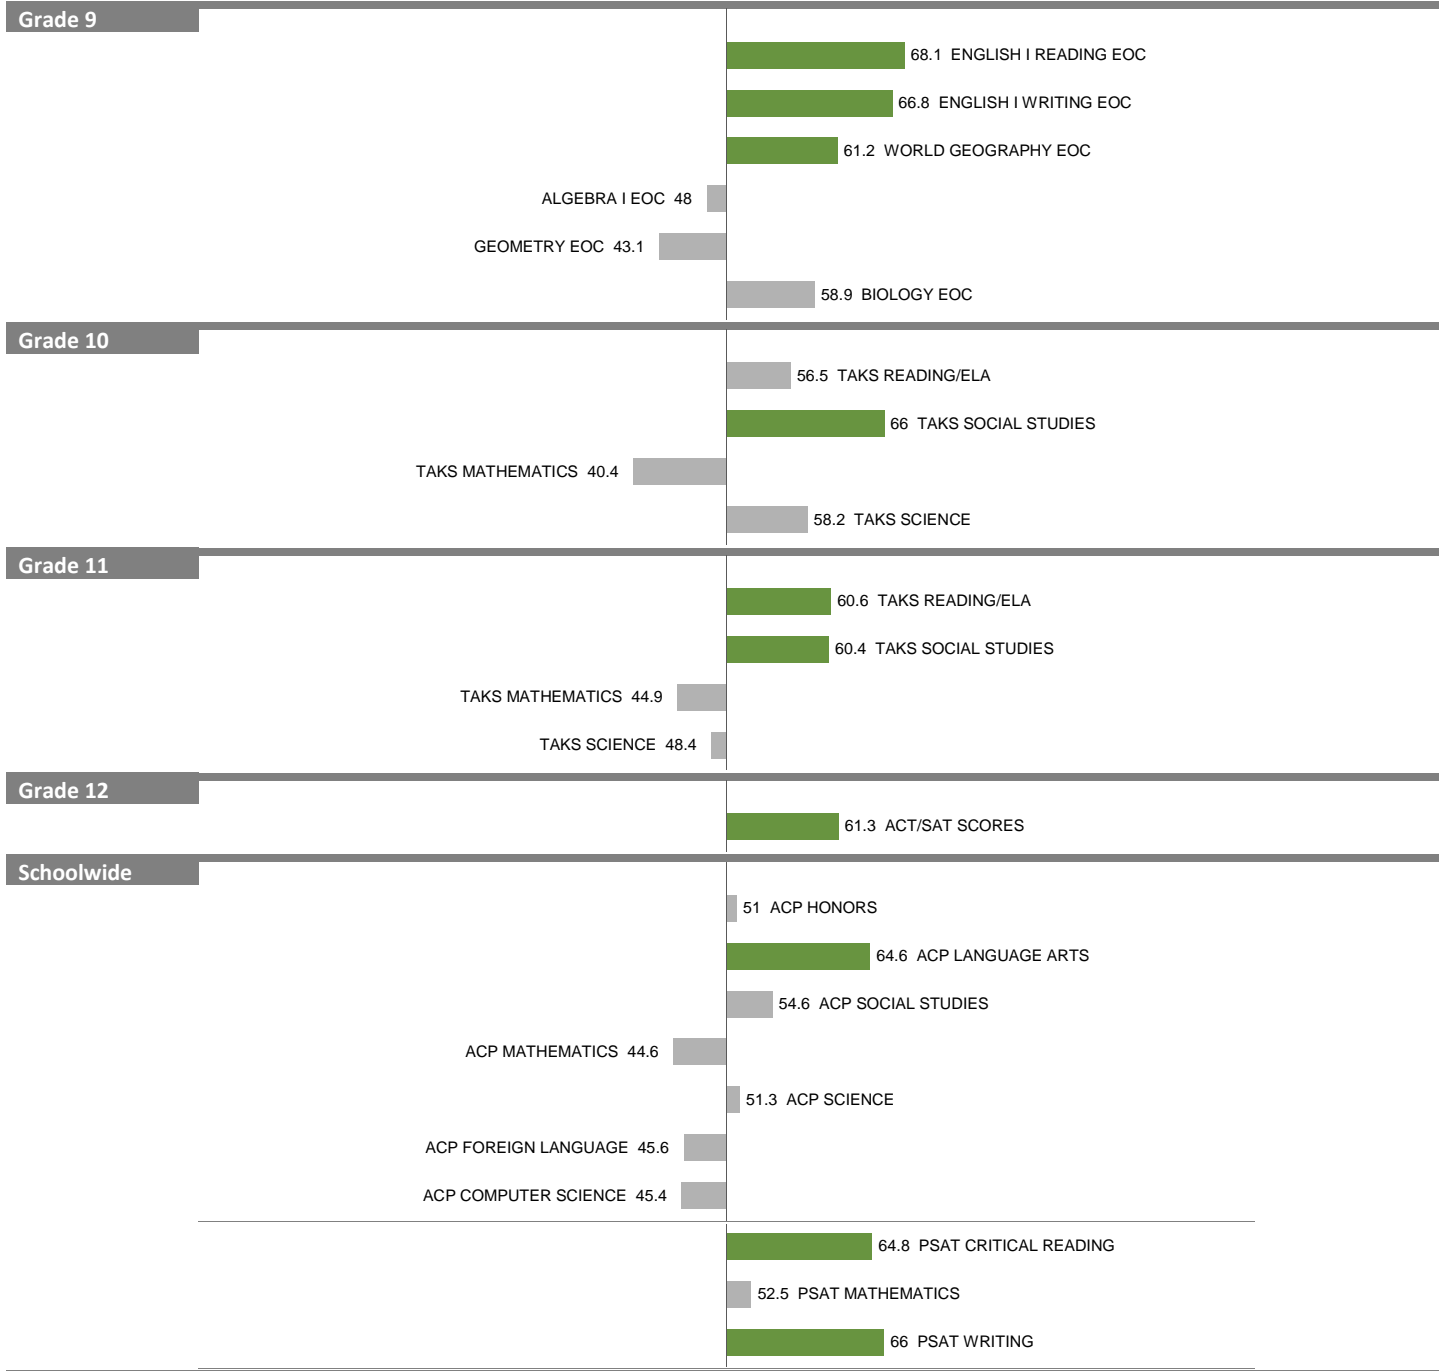 Grade 9
68.1 ENGLISH I READING EOC
66.8 ENGLISH I WRITING EOC
61.2 WORLD GEOGRAPHY EOC
ALGEBRA I EOC 48
GEOMETRY EOC 43.1
58.9 BIOLOGY EOC
Grade 10
56.5 TAKS READING/ELA
66 TAKS SOCIAL STUDIES
TAKS MATHEMATICS 40.4
58.2 TAKS SCIENCE
Grade 11
60.6 TAKS READING/ELA
60.4 TAKS SOCIAL STUDIES
TAKS MATHEMATICS 44.9
TAKS SCIENCE 48.4
Grade 12
61.3 ACT/SAT SCORES
Schoolwide
51 ACP HONORS
64.6 ACP LANGUAGE ARTS
54.6 ACP SOCIAL STUDIES
ACP MATHEMATICS 44.6
51.3 ACP SCIENCE
ACP FOREIGN LANGUAGE 45.6
ACP COMPUTER SCIENCE 45.4
64.8 PSAT CRITICAL READING
52.5 PSAT MATHEMATICS
66 PSAT WRITING